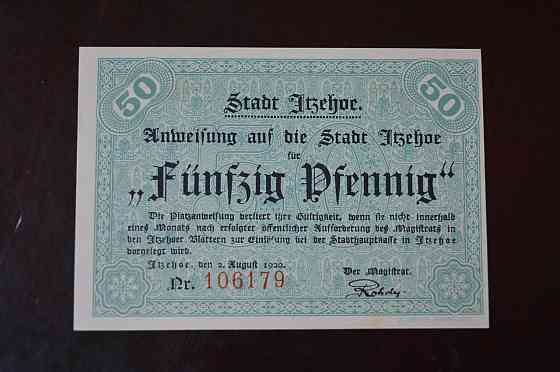 50 50
Stadt Itzehoe.
Anweisung auf die Stadt Itzehoe
für
„Fünfzig Pfennig“
Die Platzanweisung verliert ihre Gültigkeit, wenn sie nicht innerhalb
eines Monats nach erfolgter öffentlicher Aufforderung des Magistrats in
den Itzehoer Blättern zur Einlösung bei der Stadthauptkasse in Itzehoe
vorgelegt wird.
Itzehoe, den 2. August 1920.
Der Magistrat.
Nr. 106179
Rohdy